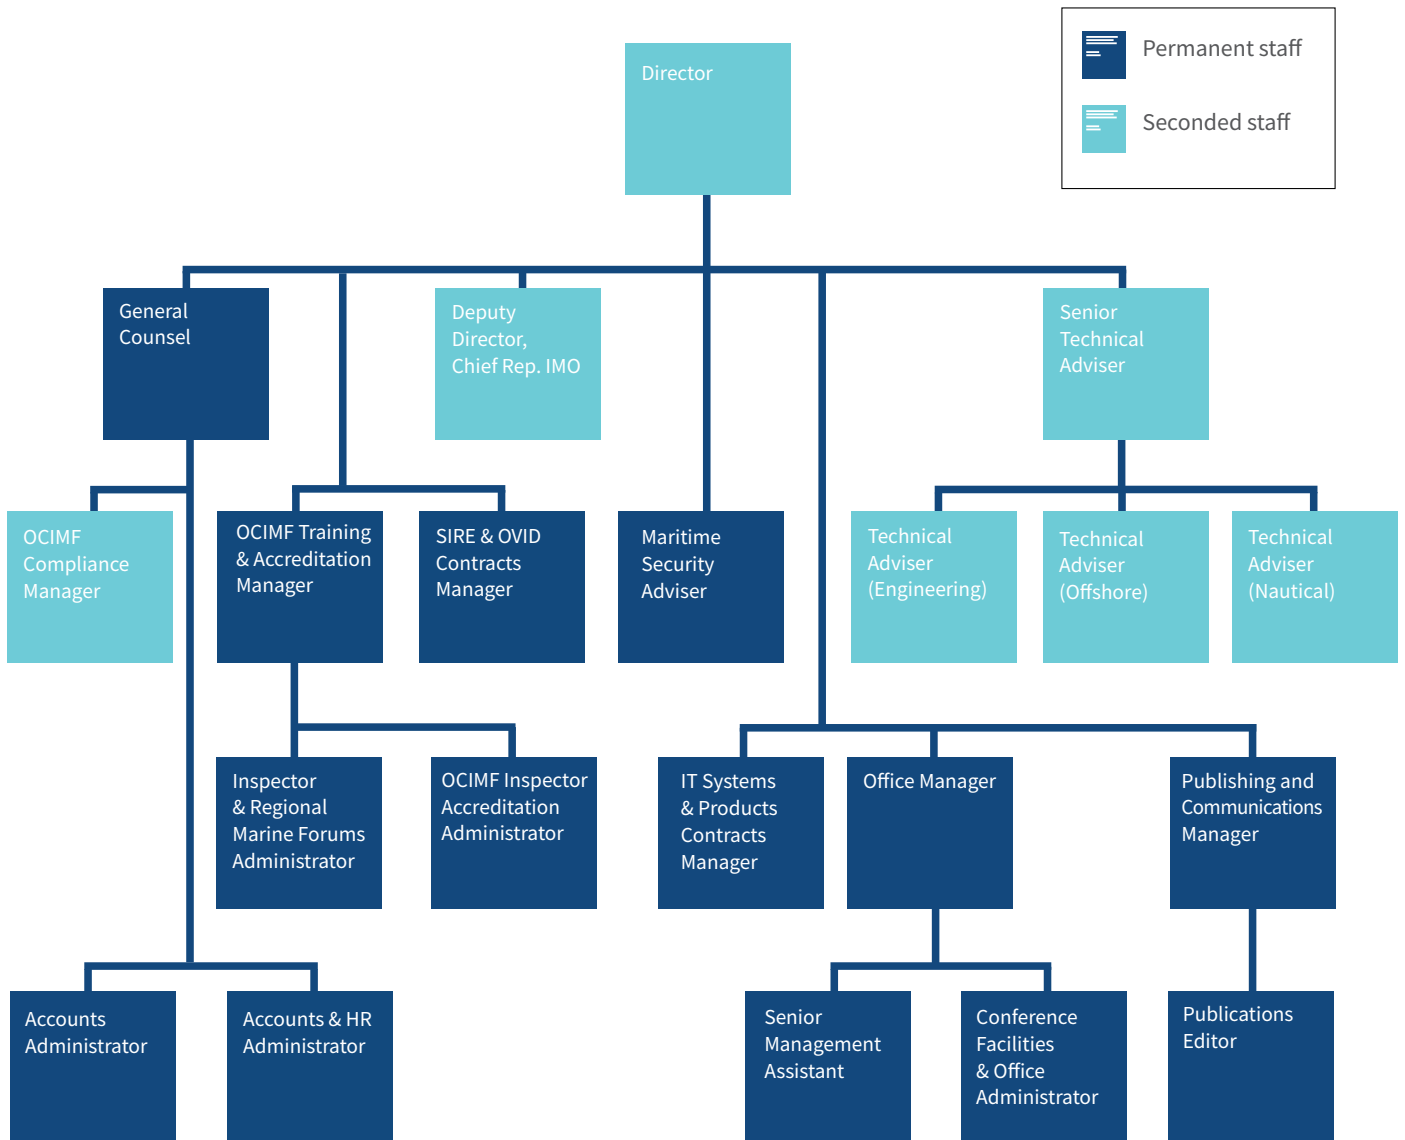 Permanent staff
Seconded staff
Director
General
Counsel
Deputy
Director,
Chief Rep. IMO
Senior
Technical
Adviser
OCIMF
Compliance
Manager
OCIMF Training
& Accreditation
Manager
SIRE & OVID
Contracts
Manager
Maritime
Security
Adviser
Technical
Adviser
(Engineering)
Technical
Adviser
(Offshore)
Technical
Adviser
(Nautical)
Inspector
& Regional
Marine Forums
Administrator
OCIMF Inspector
Accreditation
Administrator
IT Systems
& Products
Contracts
Manager
Office Manager
Publishing and
Communications
Manager
Accounts
Administrator
Accounts & HR
Administrator
Senior
Management
Assistant
Conference
Facilities
& Office
Administrator
Publications
Editor